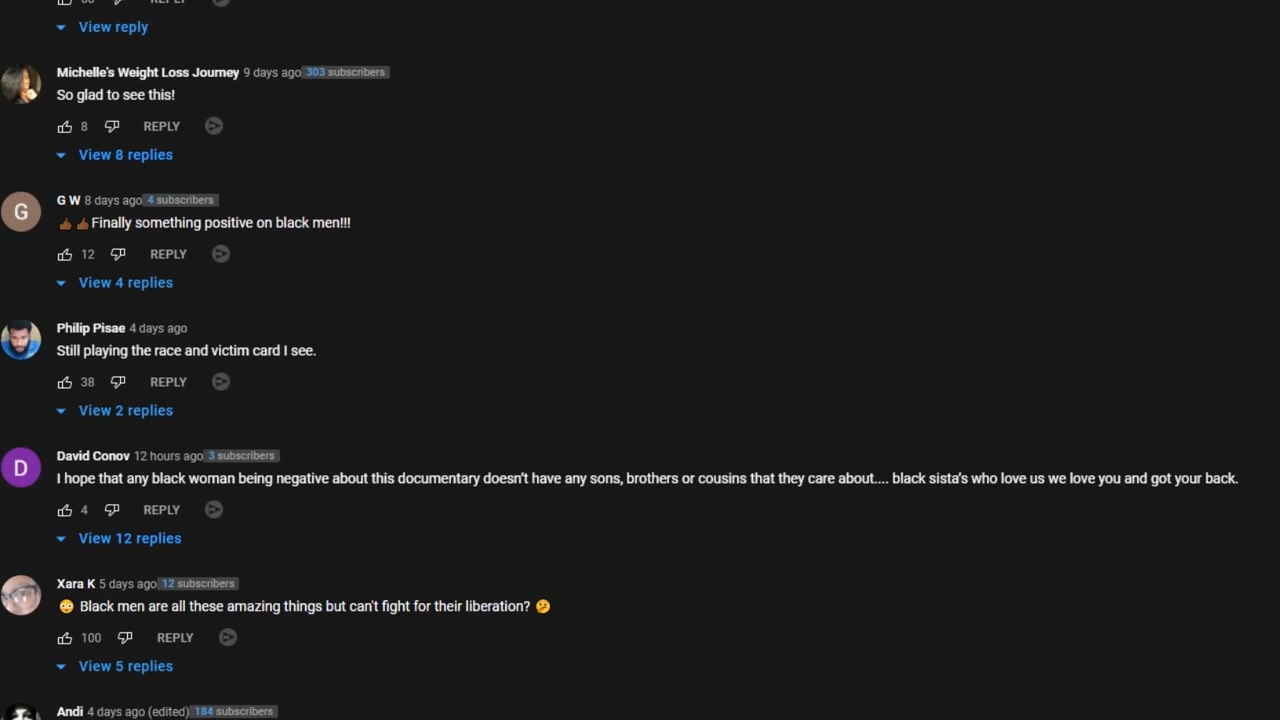 REPLY
View reply
Michelle's Weight Loss Journey 9 days ago 303 subscribers
So glad to see this!
8 REPLY
View 8 replies
G
G W 8 days ago 4 subscribers
👍🏾👍🏾Finally something positive on black men!!!
12 REPLY
View 4 replies
Philip Pisae 4 days ago
Still playing the race and victim card I see.
38 REPLY
View 2 replies
D
David Conov 12 hours ago 3 subscribers
I hope that any black woman being negative about this documentary doesn't have any sons, brothers or cousins that they care about.... black sista's who love us we love you and got your back.
4 REPLY
View 12 replies
Xara K 5 days ago 12 subscribers
😳 Black men are all these amazing things but can't fight for their liberation? 🤔
100 REPLY
View 5 replies
Andi 4 days ago (edited) 184 subscribers